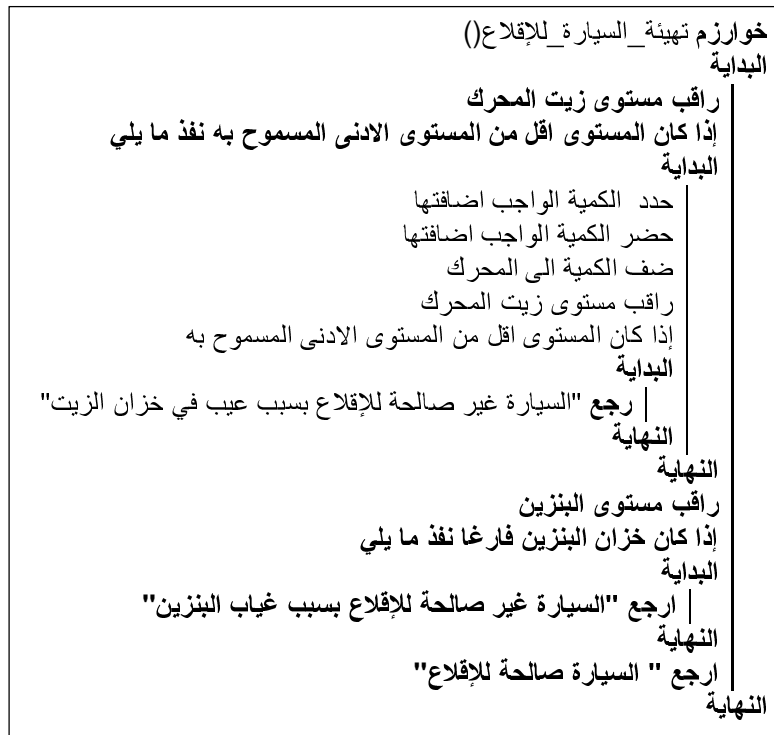 خوارزم تهيئة_السيارة_للإقلاع()
البداية
راقب مستوى زيت المحرك
إذا كان المستوى اقل من المستوى الادنى المسموح به نفذ ما يلي
البداية
حدد الكمية الواجب اضافتها
حضر الكمية الواجب اضافتها
ضف الكمية الى المحرك
راقب مستوى زيت المحرك
إذا كان المستوى اقل من المستوى الادنى المسموح به
البداية
رجع "السيارة غير صالحة للإقلاع بسبب عيب في خزان الزيت"
النهاية
النهاية
راقب مستوى البنزين
إذا كان خزان البنزين فارغا نفذ ما يلي
البداية
ارجع "السيارة غير صالحة للإقلاع بسبب غياب البنزين"
النهاية
ارجع " السيارة صالحة للإقلاع"
النهاية